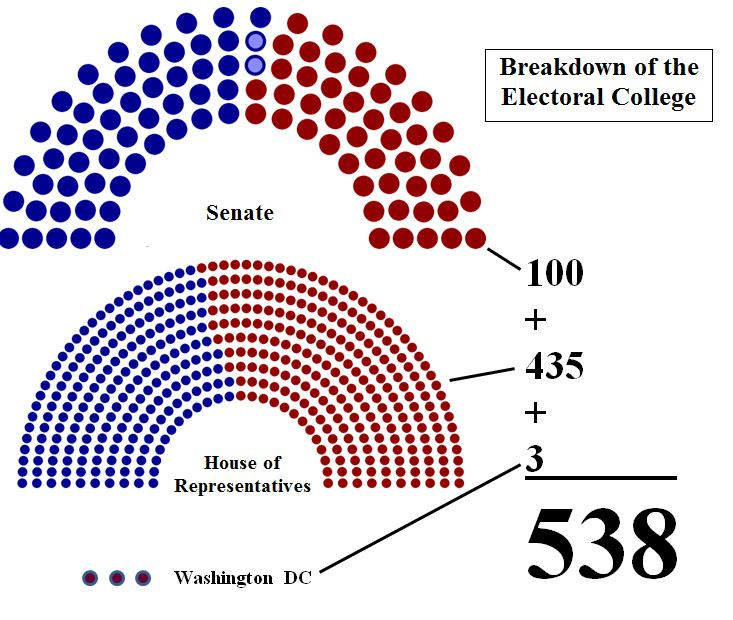 Breakdown of the
Electoral College
Senate
100
+
435
+
House of
Representatives
3
538
Washington DC